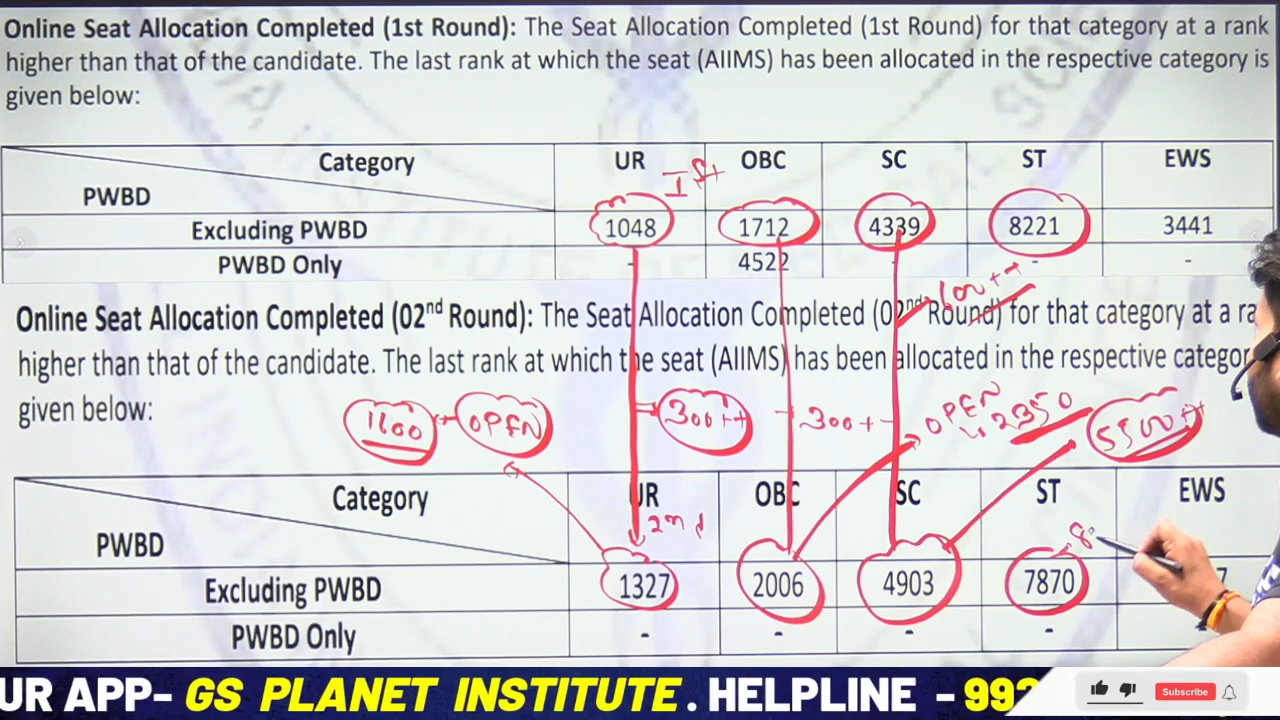 Online Seat Allocation Completed (1st Round): The Seat Allocation Completed (1st Round) for that category at a rank
higher than that of the candidate. The last rank at which the seat (AIIMS) has been allocated in the respective category is
given below:
Category UR OBC SC ST EWS
Ist
PWBD
Excluding PWBD 1048 1712 4339 8221 3441
PWBD Only - 4522 - - -
600++
Online Seat Allocation Completed (02nd Round): The Seat Allocation Completed (02nd Round) for that category at a ra
higher than that of the candidate. The last rank at which the seat (AIIMS) has been allocated in the respective categor
given below:
1600 OPEN 300++ 300+- OPEN 2350 5500++
Category UR OBC SC ST EWS
2nd
PWBD
Excluding PWBD 1327 2006 4903 7870 7
PWBD Only - - - - -
UR APP- GS PLANET INSTITUTE. HELPLINE - 992
Subscribe